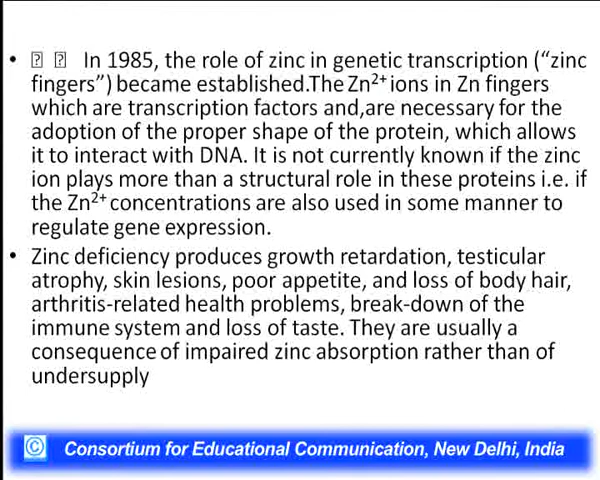 • In 1985, the role of zinc in genetic transcription (“zinc
fingers”) became established.The Zn²⁺ ions in Zn fingers
which are transcription factors and,are necessary for the
adoption of the proper shape of the protein, which allows
it to interact with DNA. It is not currently known if the zinc
ion plays more than a structural role in these proteins i.e. if
the Zn²⁺ concentrations are also used in some manner to
regulate gene expression.
• Zinc deficiency produces growth retardation, testicular
atrophy, skin lesions, poor appetite, and loss of body hair,
arthritis-related health problems, break-down of the
immune system and loss of taste. They are usually a
consequence of impaired zinc absorption rather than of
undersupply
© Consortium for Educational Communication, New Delhi, India